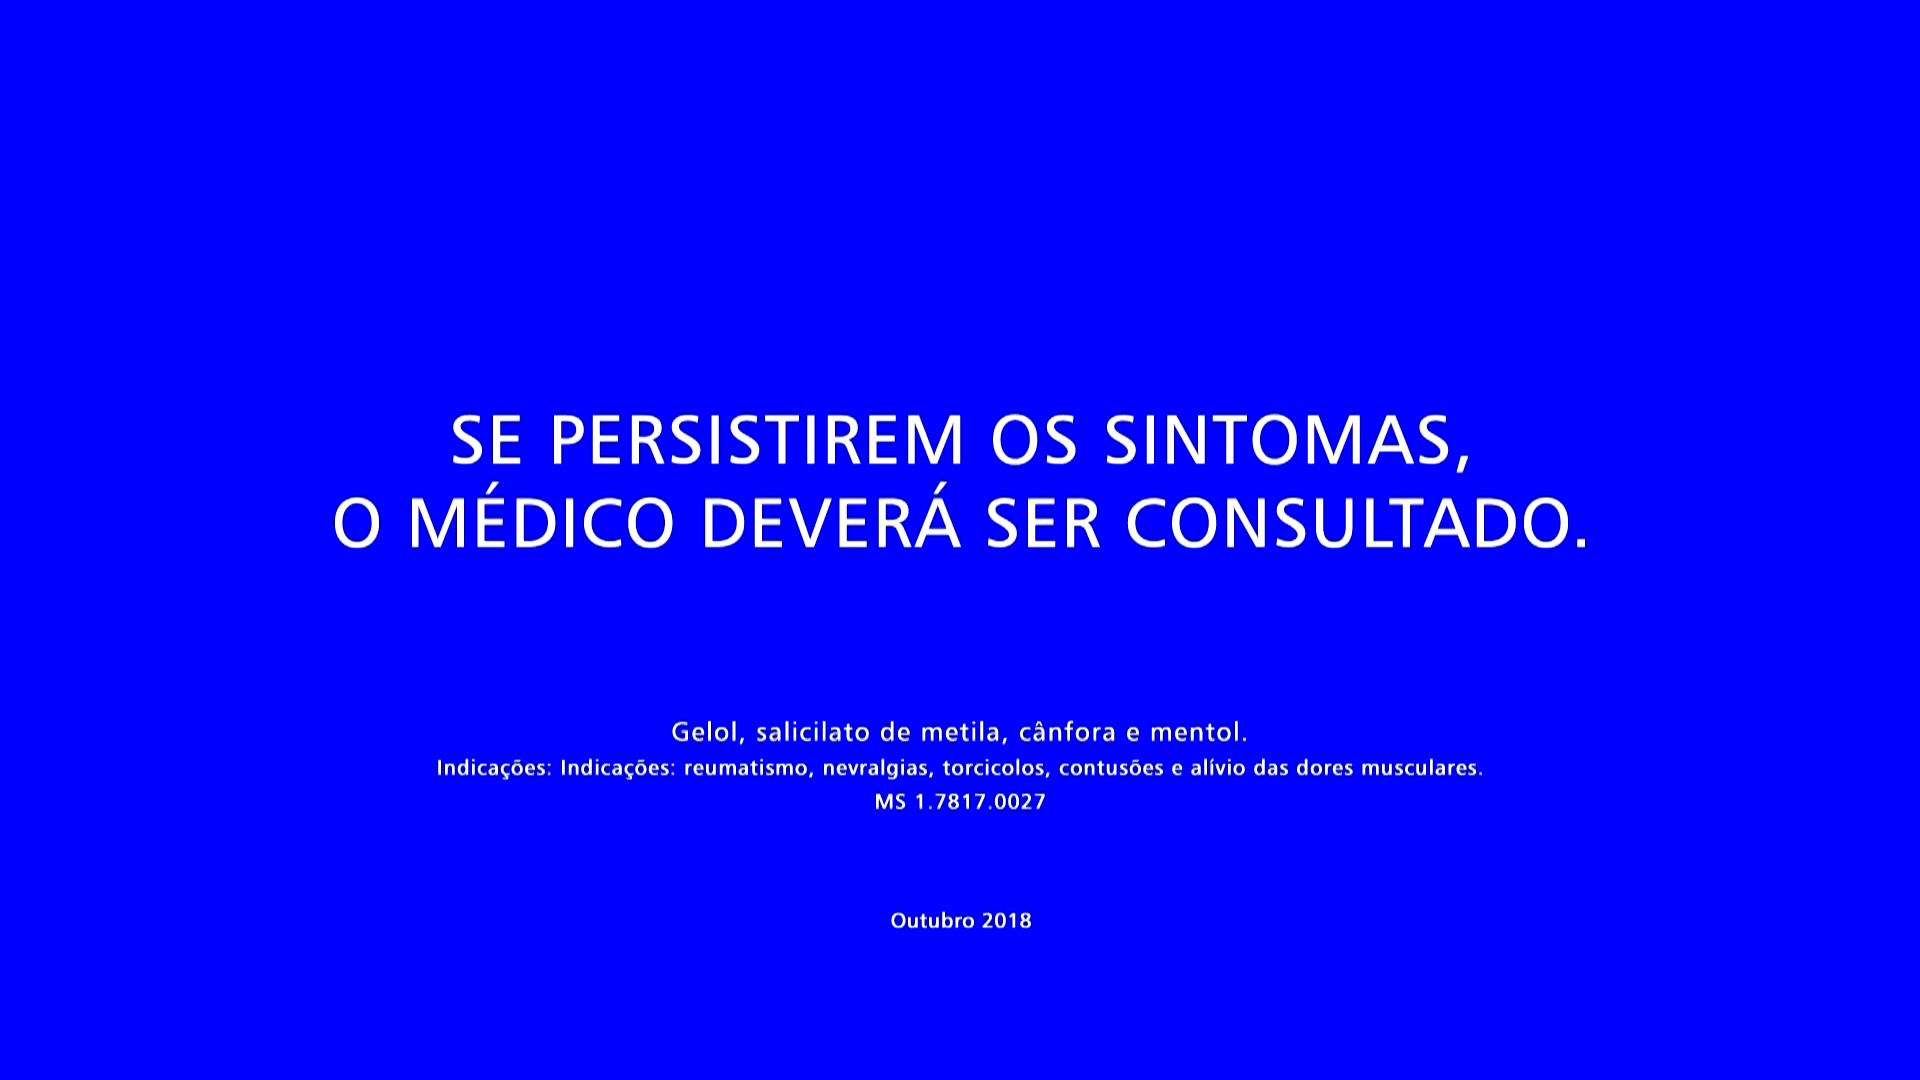 SE PERSISTIREM OS SINTOMAS,
O MÉDICO DEVERÁ SER CONSULTADO.
Gelol, salicilato de metila, cânfora e mentol.
Indicações: Indicações: reumatismo, nevralgias, torcicolos, contusões e alívio das dores musculares.
MS 1.7817.0027
Outubro 2018